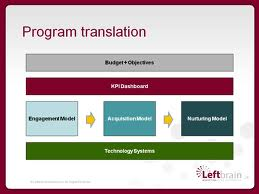 Program translation
Budget+Objectives
KPI Dashboard
Engagement Model
Acquisition Model
Nurturing Model
Technology Systems
Leftbrain